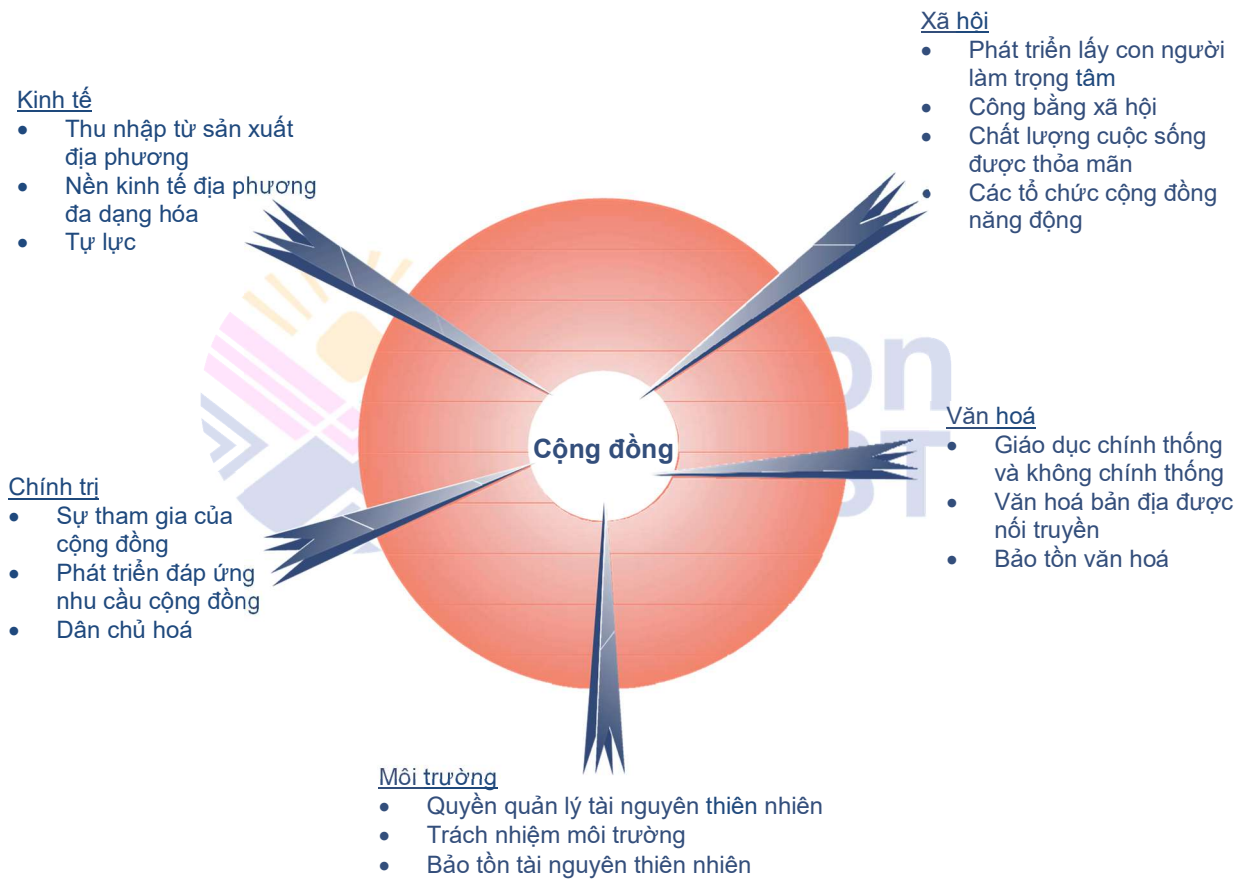 Xã hội
• Phát triển lấy con người
làm trọng tâm
• Công bằng xã hội
• Chất lượng cuộc sống
được thỏa mãn
• Các tổ chức cộng đồng
năng động
Kinh tế
• Thu nhập từ sản xuất
địa phương
• Nền kinh tế địa phương
đa dạng hóa
• Tự lực
Cộng đồng
Văn hoá
• Giáo dục chính thống
và không chính thống
• Văn hoá bản địa được
nối truyền
• Bảo tồn văn hoá
Chính trị
• Sự tham gia của
cộng đồng
• Phát triển đáp ứng
nhu cầu cộng đồng
• Dân chủ hoá
Môi trường
• Quyền quản lý tài nguyên thiên nhiên
• Trách nhiệm môi trường
• Bảo tồn tài nguyên thiên nhiên